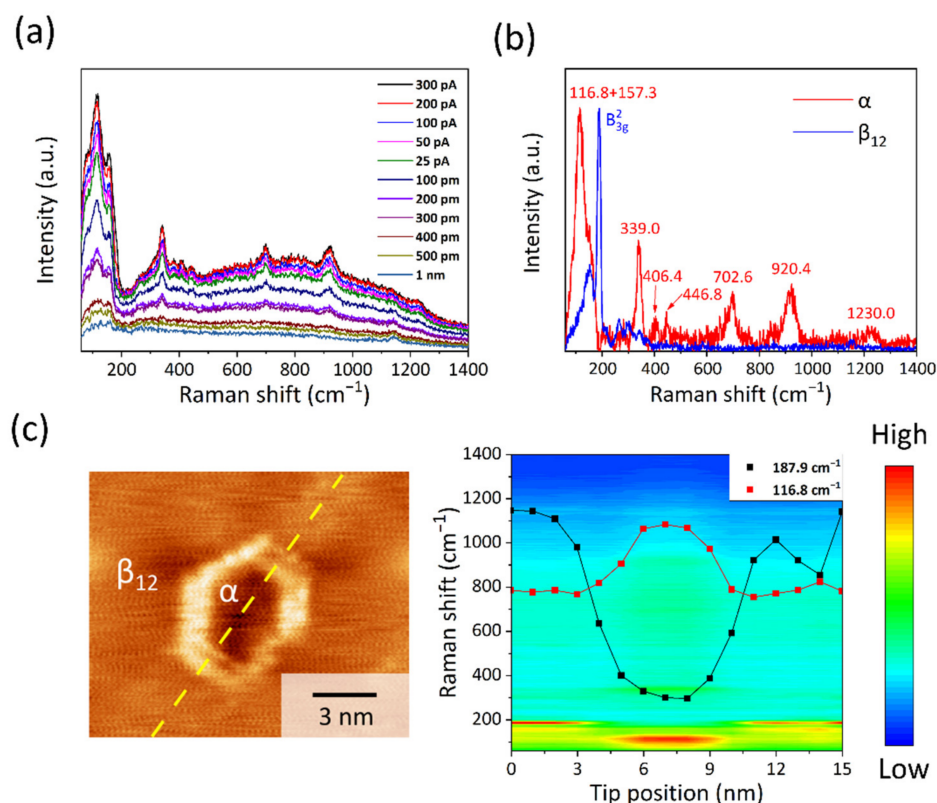 (a)
Intensity (a.u.)
300 pA
200 pA
100 pA
50 pA
25 pA
100 pm
200 pm
300 pm
400 pm
500 pm
1 nm
200 400 600 800 1000 1200 1400
Raman shift (cm⁻¹)
(b)
Intensity (a.u.)
116.8+157.3
B²3g
α
β12
339.0
406.4
446.8
702.6
920.4
1230.0
200 400 600 800 1000 1200 1400
Raman shift (cm⁻¹)
(c)
β12
α
3 nm
Raman shift (cm⁻¹)
1400
1200
1000
800
600
400
200
187.9 cm⁻¹
116.8 cm⁻¹
0 3 6 9 12 15
Tip position (nm)
High
Low